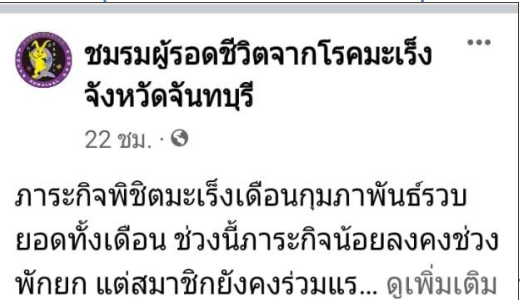 ชมรมผู้รอดชีวิตจากโรคมะเร็ง
จังหวัดจันทบุรี
22 ชม.
ภาระกิจพิชิตมะเร็งเดือนกุมภาพันธ์รวบ
ยอดทั้งเดือน ช่วงนี้ภาระกิจน้อยลงคงช่วง
พักยก แต่สมาชิกยังคงร่วมแร... ดูเพิ่มเติม